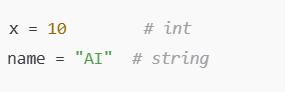 x = 10        # int
name = "AI"  # string